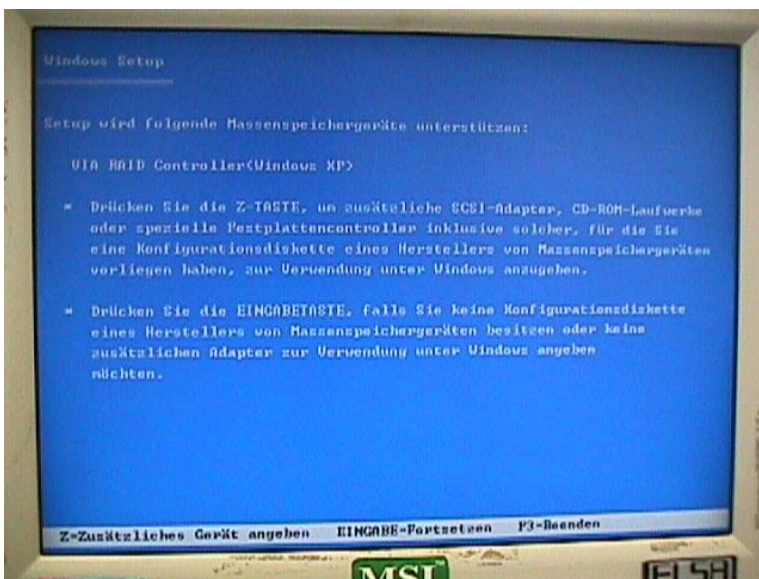 Windows Setup
Setup wird folgende Massenspeichergeräte unterstützen:
VIA RAID Controller(Windows XP)
* Drücken Sie die Z-TASTE, um zusätzliche SCSI-Adapter, CD-ROM-Laufwerke
oder spezielle Festplattencontroller inklusive solcher, für die Sie
eine Konfigurationsdiskette eines Herstellers von Massenspeichergeräten
vorliegen haben, zur Verwendung unter Windows anzugeben.
* Drücken Sie die EINGABETASTE, falls Sie keine Konfigurationsdiskette
eines Herstellers von Massenspeichergeräten besitzen oder keine
zusätzlichen Adapter zur Verwendung unter Windows angeben
möchten.
Z=Zusätzliches Gerät angeben EINGABE=Fortsetzen F3=Beenden
MSI
ELSA